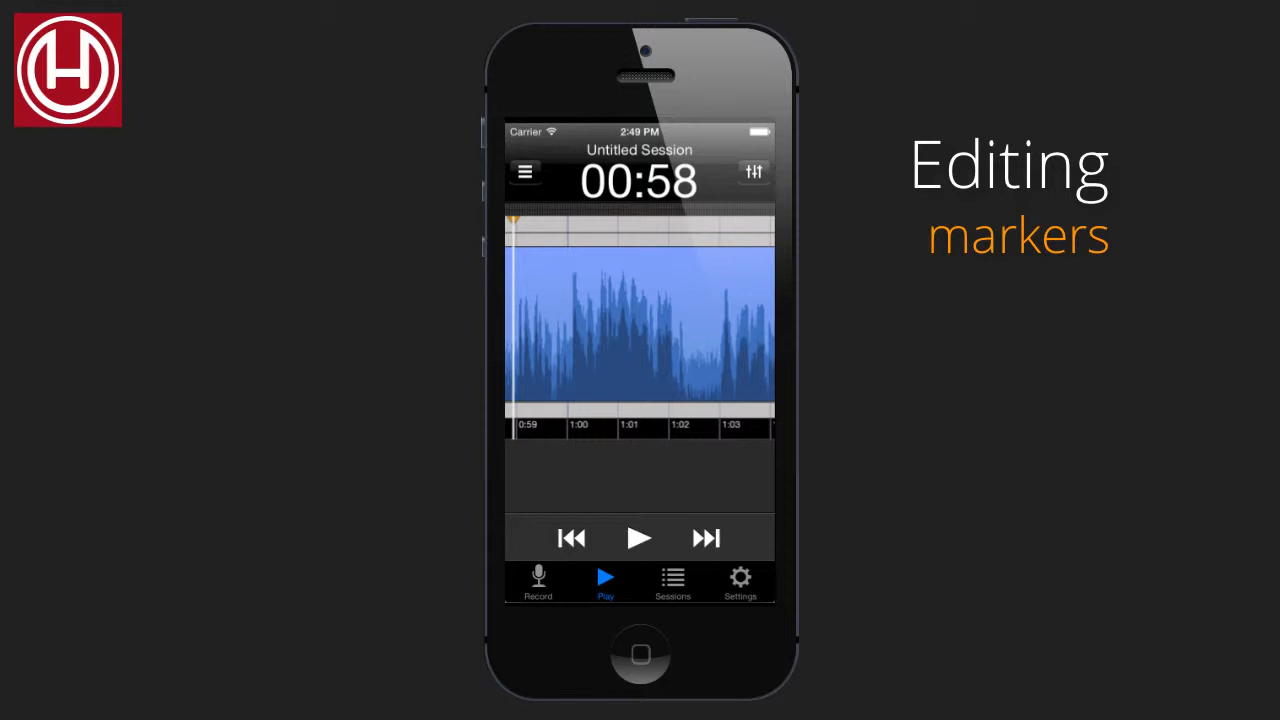 H
Editing
markers
Carrier 2:49 PM
Untitled Session
00:58
0:59 1:00 1:01 1:02 1:03
Record Play Sessions Settings